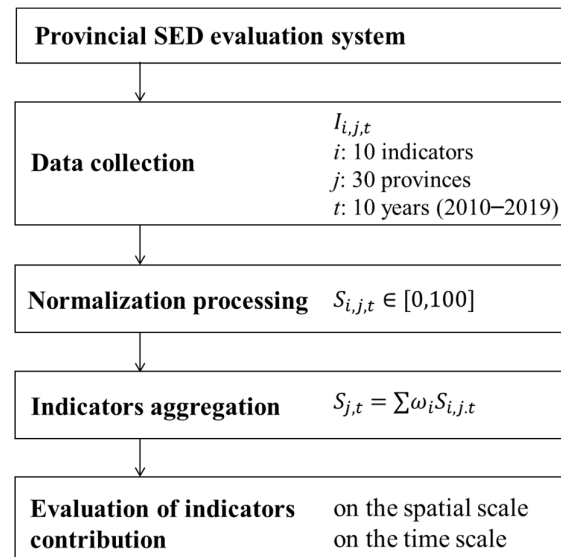 Provincial SED evaluation system
Data collection
I_{i,j,t}
i: 10 indicators
j: 30 provinces
t: 10 years (2010–2019)
Normalization processing S_{i,j,t} ∈ [0,100]
Indicators aggregation S_{j,t} = ∑ω_i S_{i,j.t}
Evaluation of indicators
contribution
on the spatial scale
on the time scale